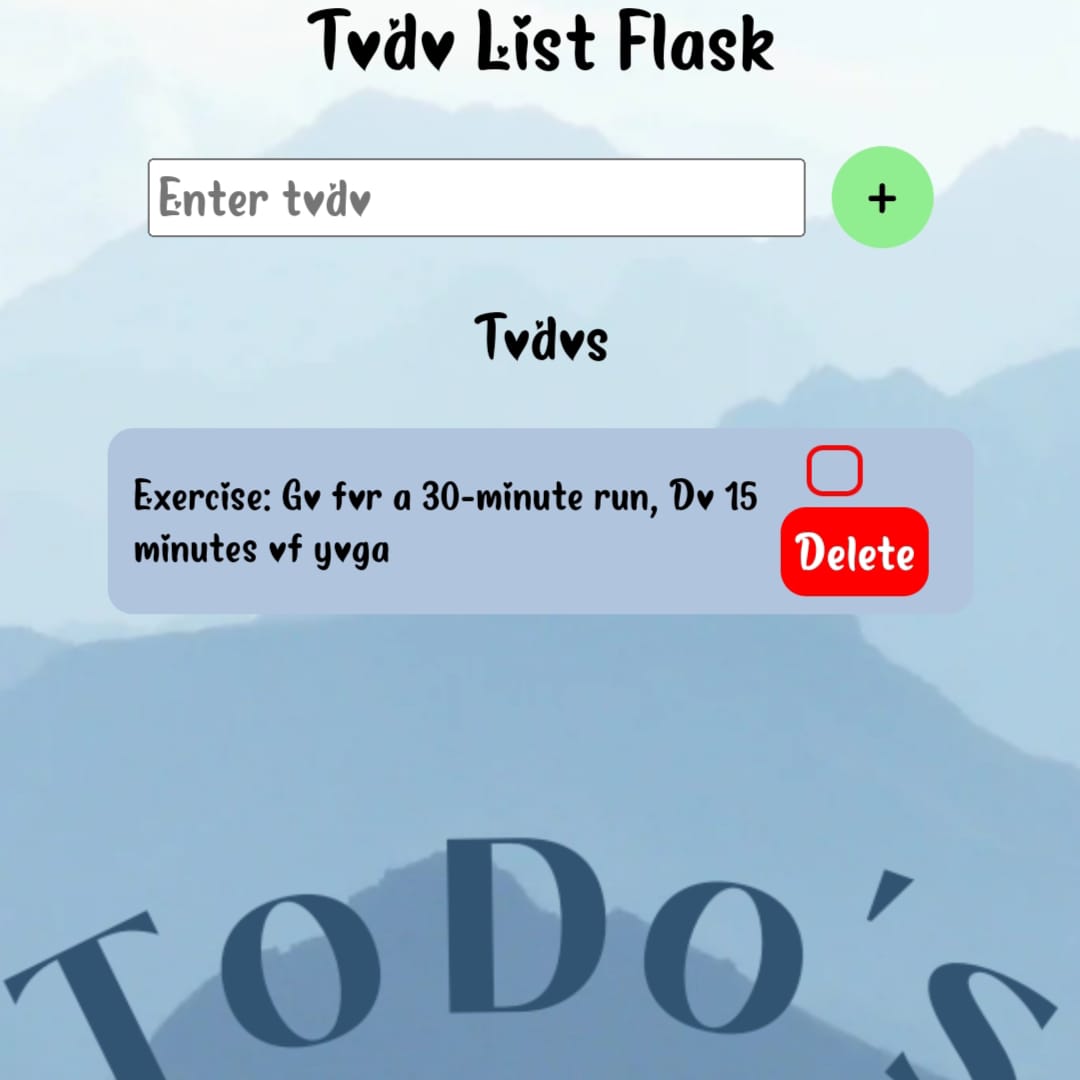 Todo List Flask
Enter todo
+
Todos
Exercise: Go for a 30-minute run, Do 15
minutes of yoga
Delete
ToDo´s